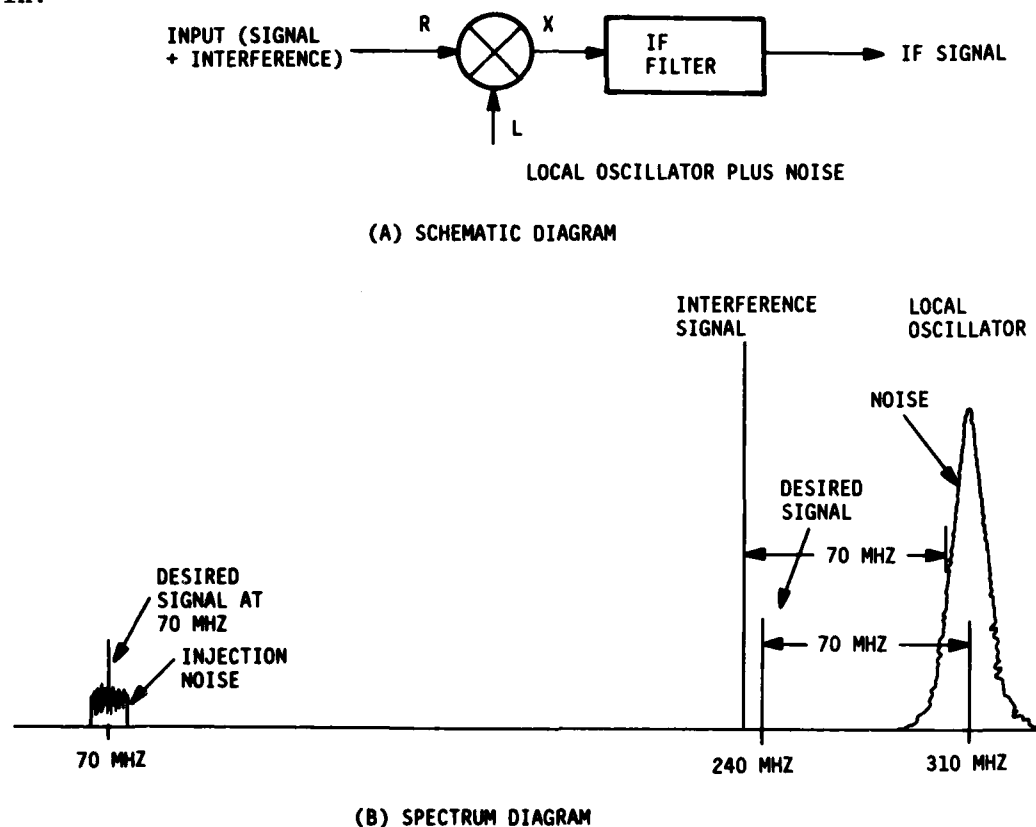 in.
INPUT (SIGNAL
+ INTERFERENCE)
R
X
IF
FILTER
IF SIGNAL
L
LOCAL OSCILLATOR PLUS NOISE
(A) SCHEMATIC DIAGRAM
INTERFERENCE
SIGNAL
LOCAL
OSCILLATOR
NOISE
DESIRED
SIGNAL
70 MHZ
DESIRED
SIGNAL AT
70 MHZ
INJECTION
NOISE
70 MHZ
70 MHZ
240 MHZ
310 MHZ
(B) SPECTRUM DIAGRAM